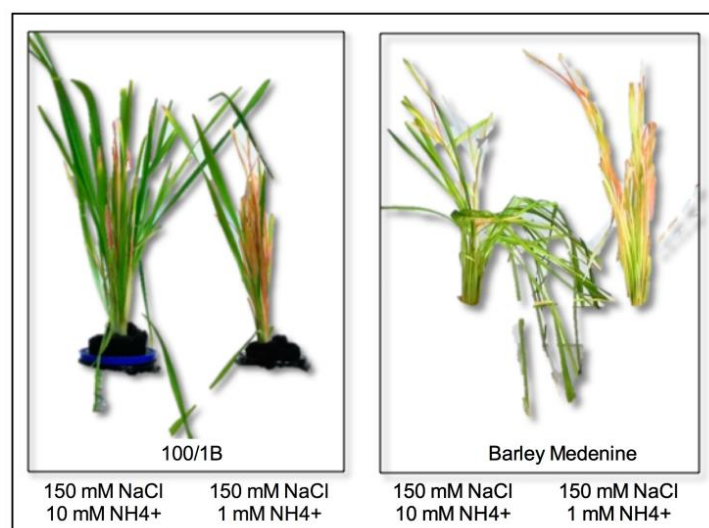 100/1B
Barley Medenine
150 mM NaCl
10 mM NH4+
150 mM NaCl
1 mM NH4+
150 mM NaCl
10 mM NH4+
150 mM NaCl
1 mM NH4+